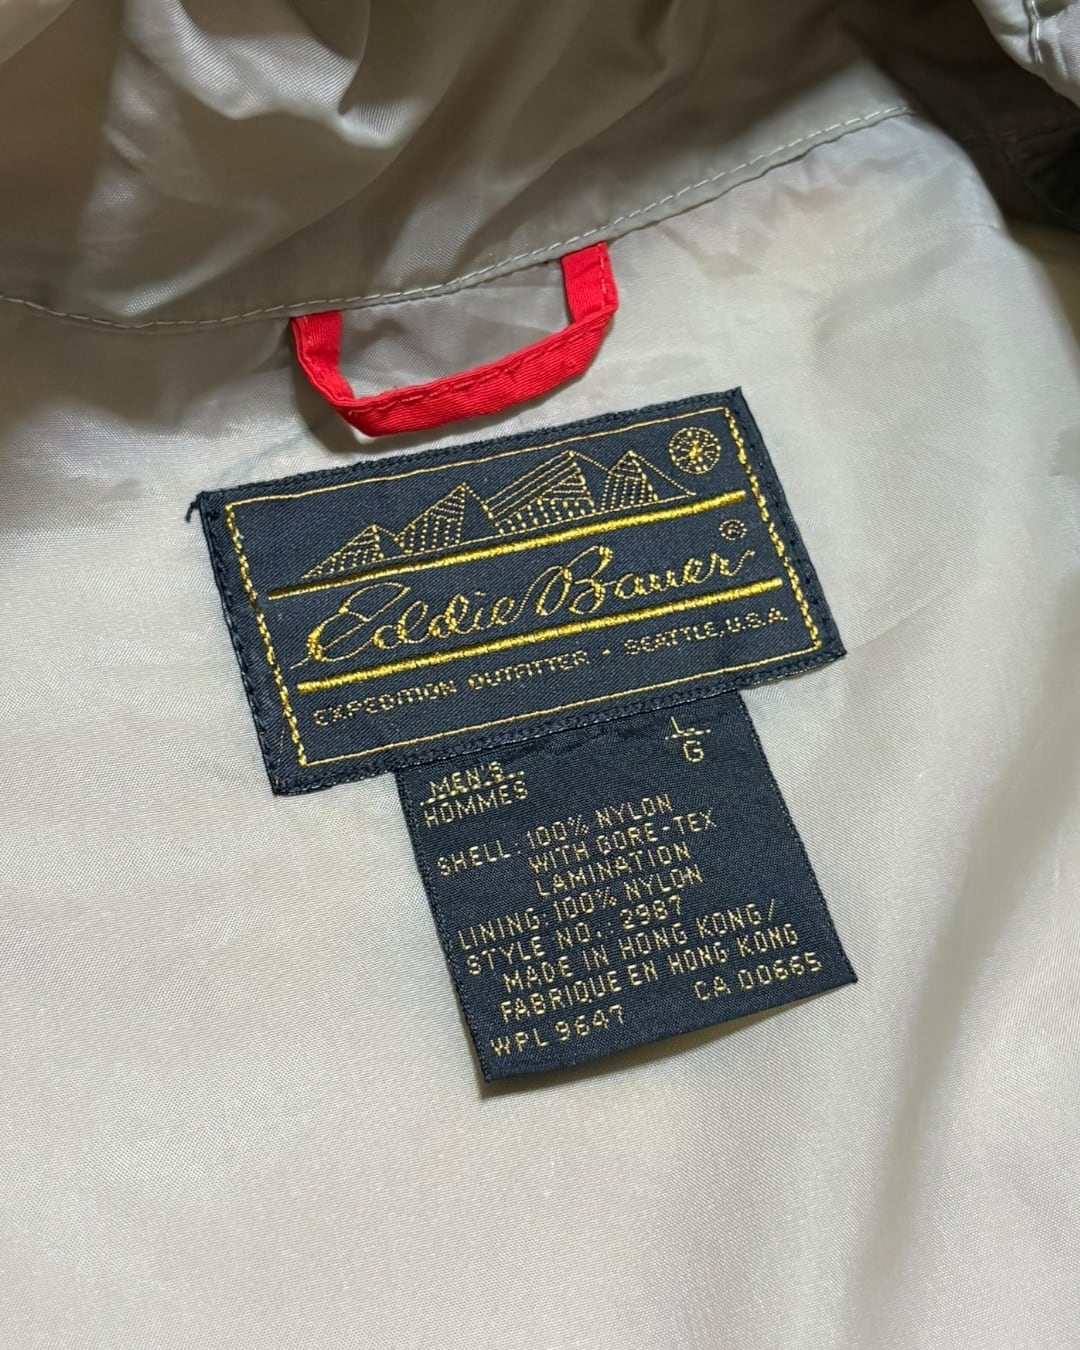 Eddie Bauer®
EXPEDITION OUTFITTER · SEATTLE, U.S.A.
L
G
MEN'S
HOMMES
SHELL: 100% NYLON
WITH GORE-TEX
LAMINATION
LINING: 100% NYLON
STYLE NO.: 2987
MADE IN HONG KONG/
FABRIQUE EN HONG KONG
WPL 9647 CA 00665